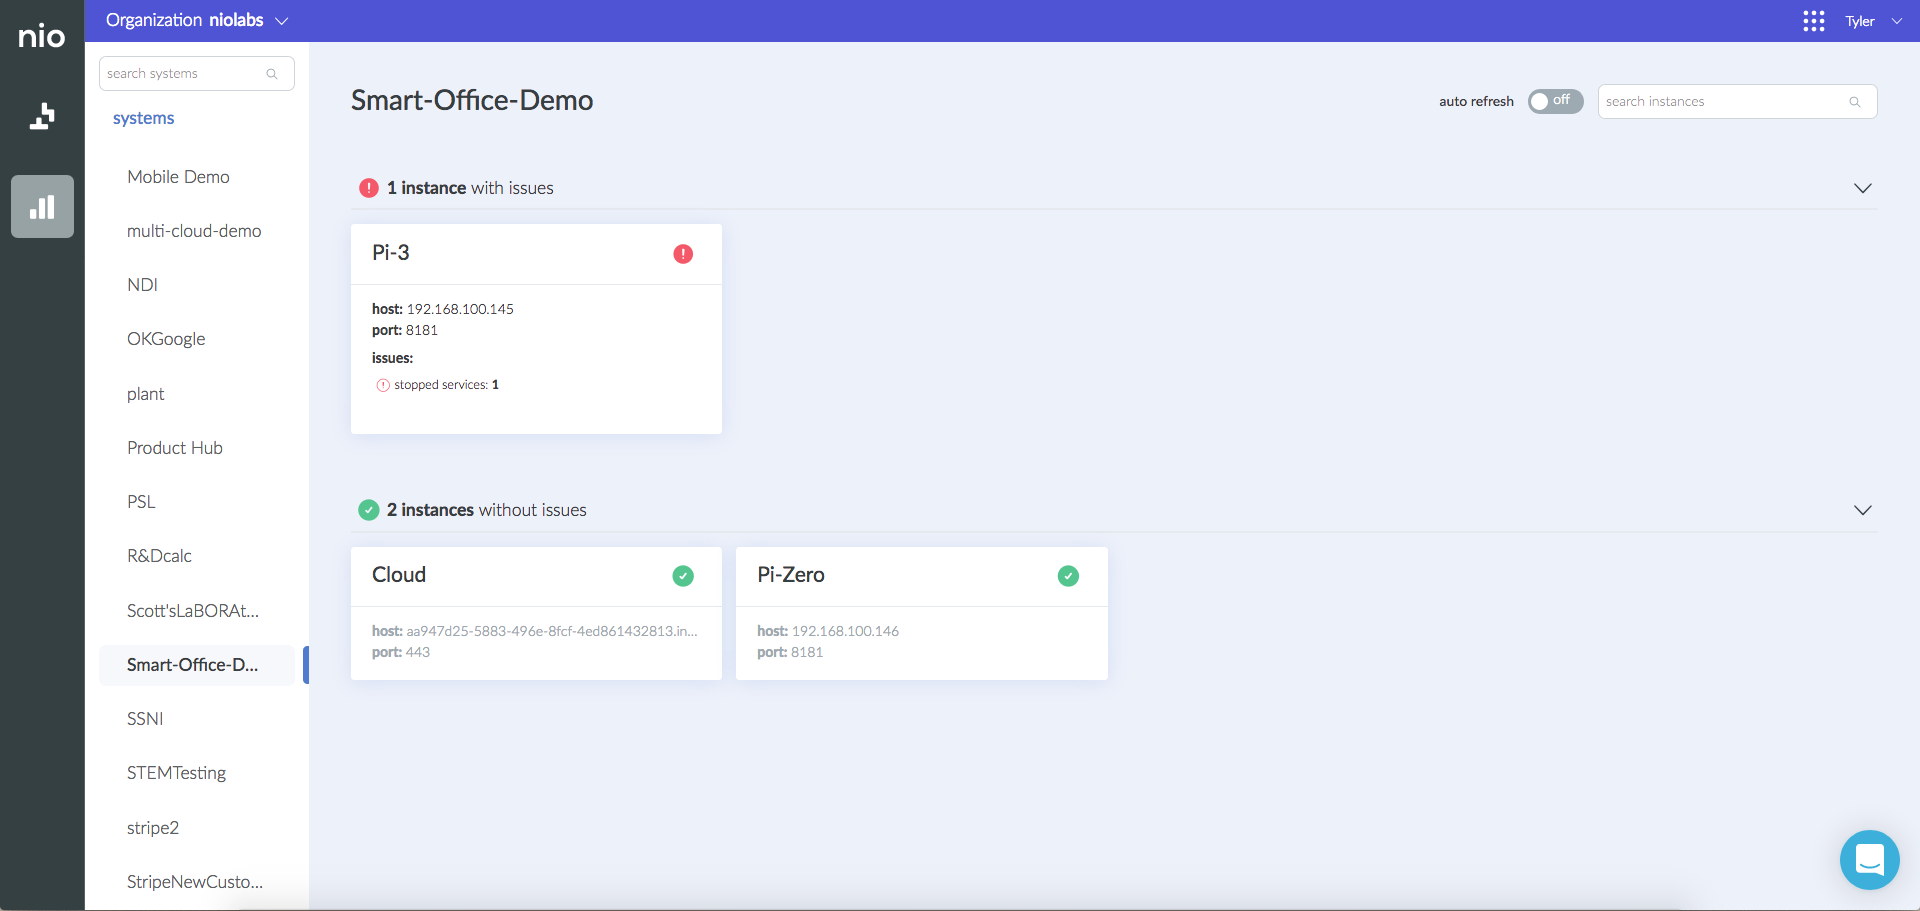 nio
Organization niolabs
Tyler
search systems
systems
Mobile Demo
multi-cloud-demo
NDI
OKGoogle
plant
Product Hub
PSL
R&Dcalc
Scott'sLaBORAt...
Smart-Office-D...
SSNI
STEMTesting
stripe2
StripeNewCusto...
Smart-Office-Demo
auto refresh
off
search instances
1 instance with issues
Pi-3
host: 192.168.100.145
port: 8181
issues:
stopped services: 1
2 instances without issues
Cloud
host: aa947d25-5883-496e-8fcf-4ed861432813.in...
port: 443
Pi-Zero
host: 192.168.100.146
port: 8181